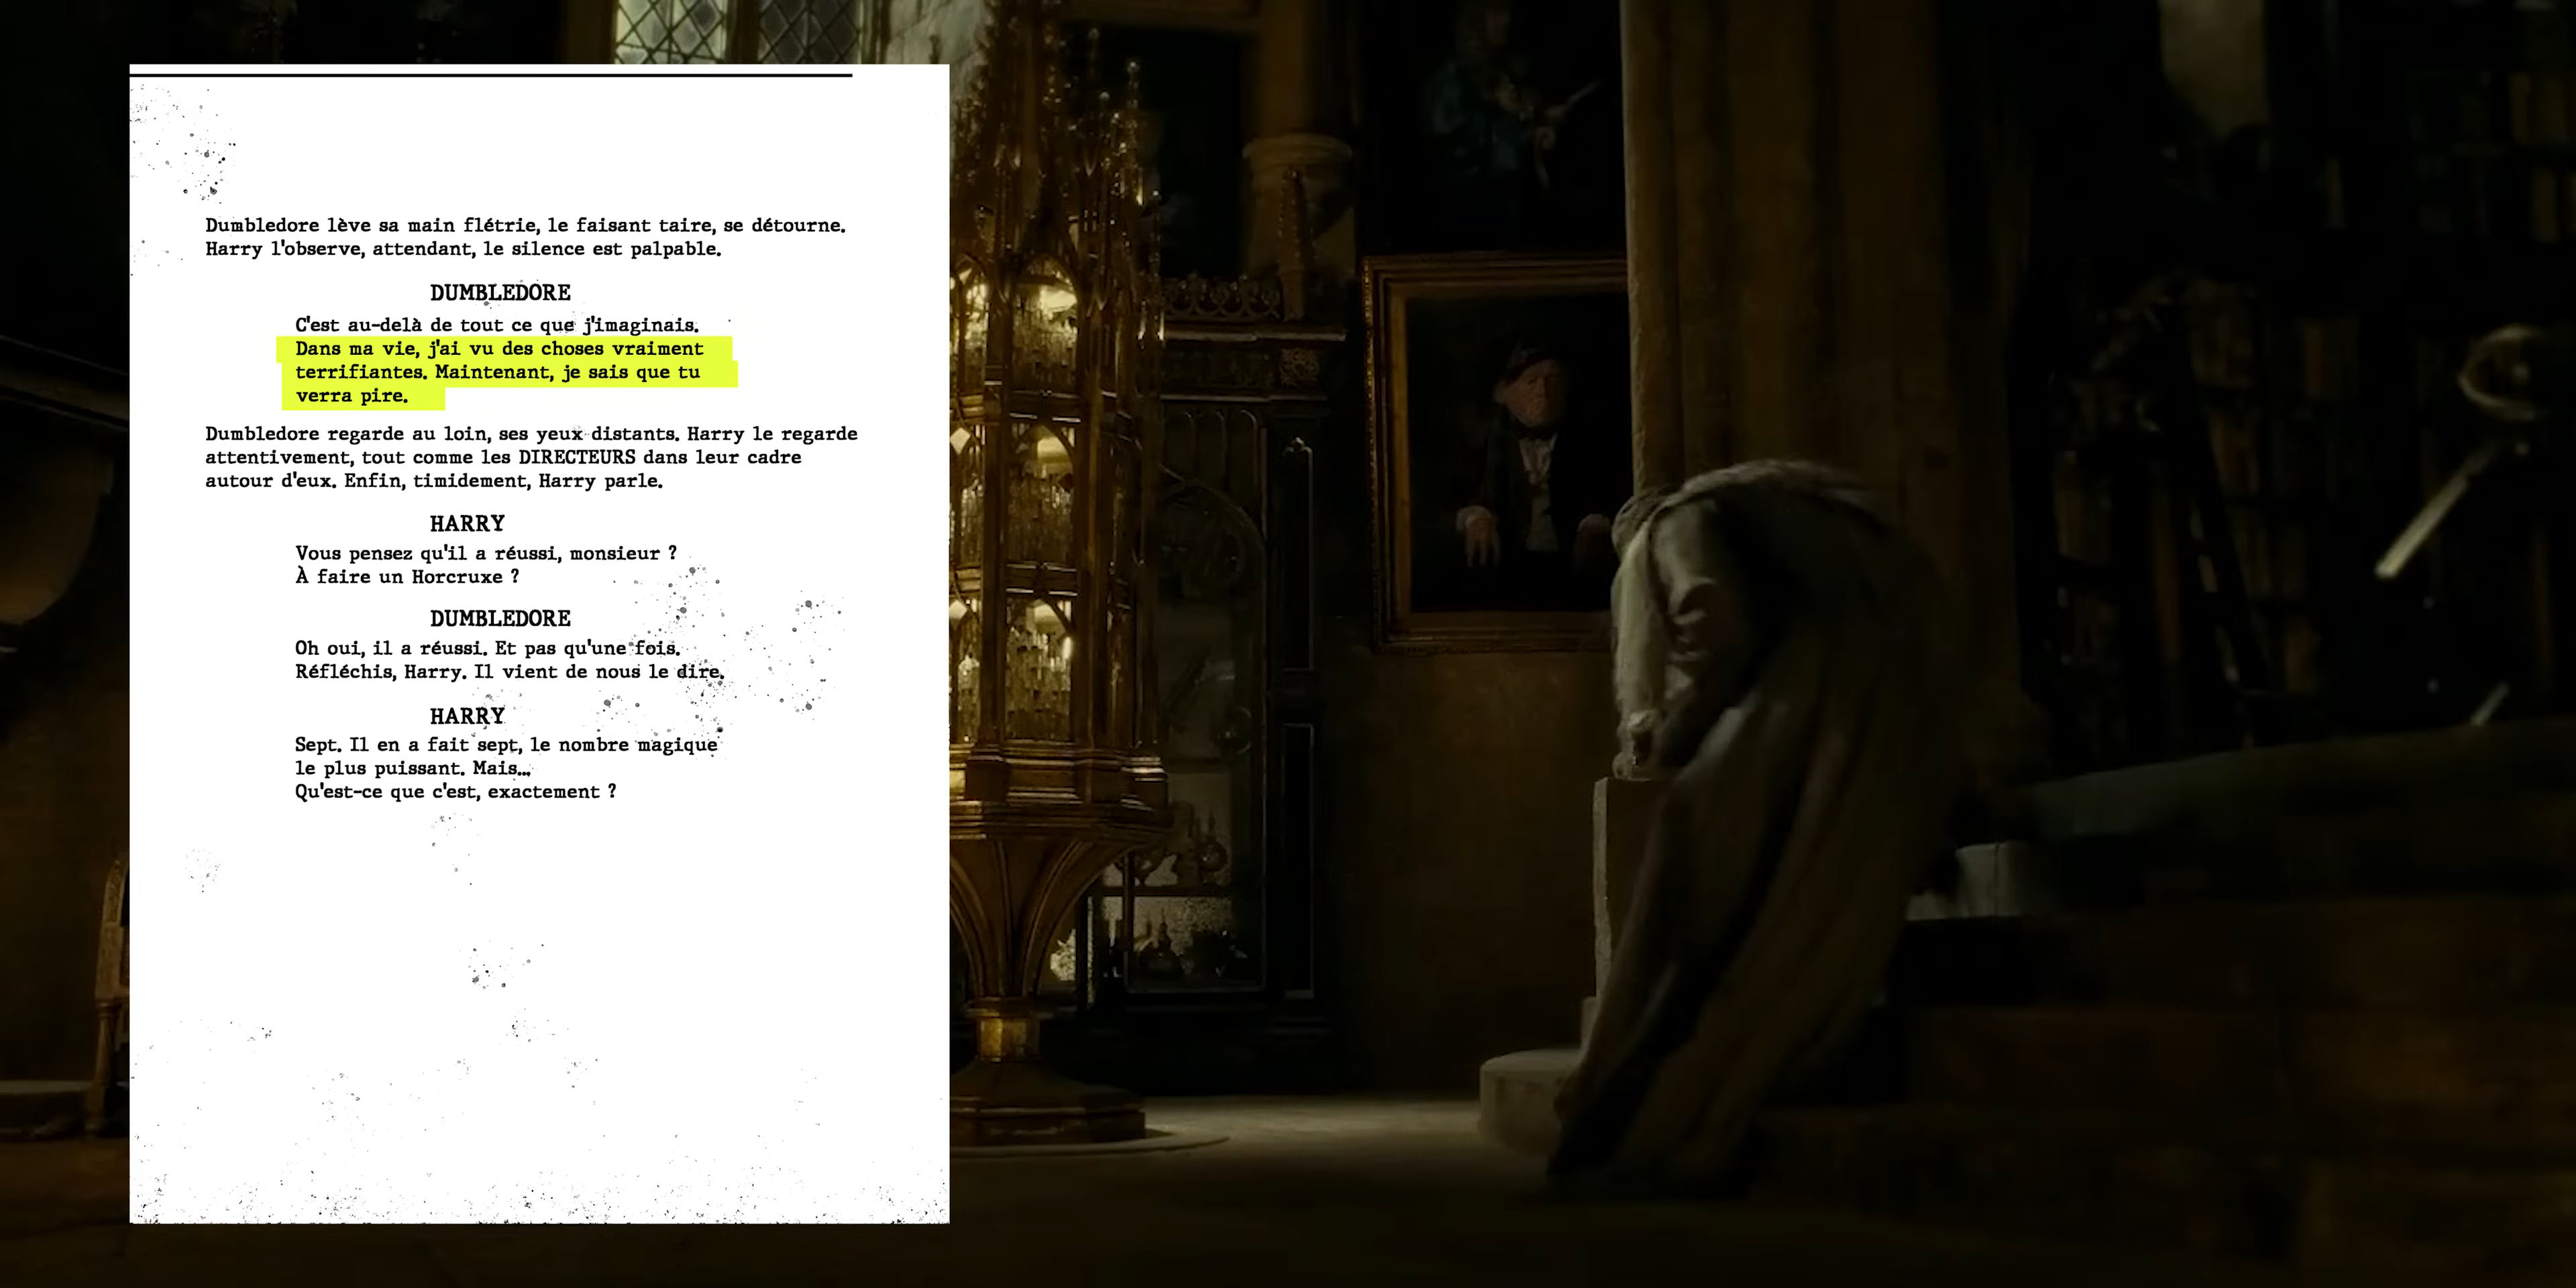 Dumbledore lève sa main flétrie, le faisant taire, se détourne.
Harry l'observe, attendant, le silence est palpable.
DUMBLEDORE
C'est au-delà de tout ce que j'imaginais.
Dans ma vie, j'ai vu des choses vraiment
terrifiantes. Maintenant, je sais que tu
verra pire.
Dumbledore regarde au loin, ses yeux distants. Harry le regarde
attentivement, tout comme les DIRECTEURS dans leur cadre
autour d'eux. Enfin, timidement, Harry parle.
HARRY
Vous pensez qu'il a réussi, monsieur ?
À faire un Horcruxe ?
DUMBLEDORE
Oh oui, il a réussi. Et pas qu'une fois.
Réfléchis, Harry. Il vient de nous le dire.
HARRY
Sept. Il en a fait sept, le nombre magique
le plus puissant. Mais…
Qu'est-ce que c'est, exactement ?